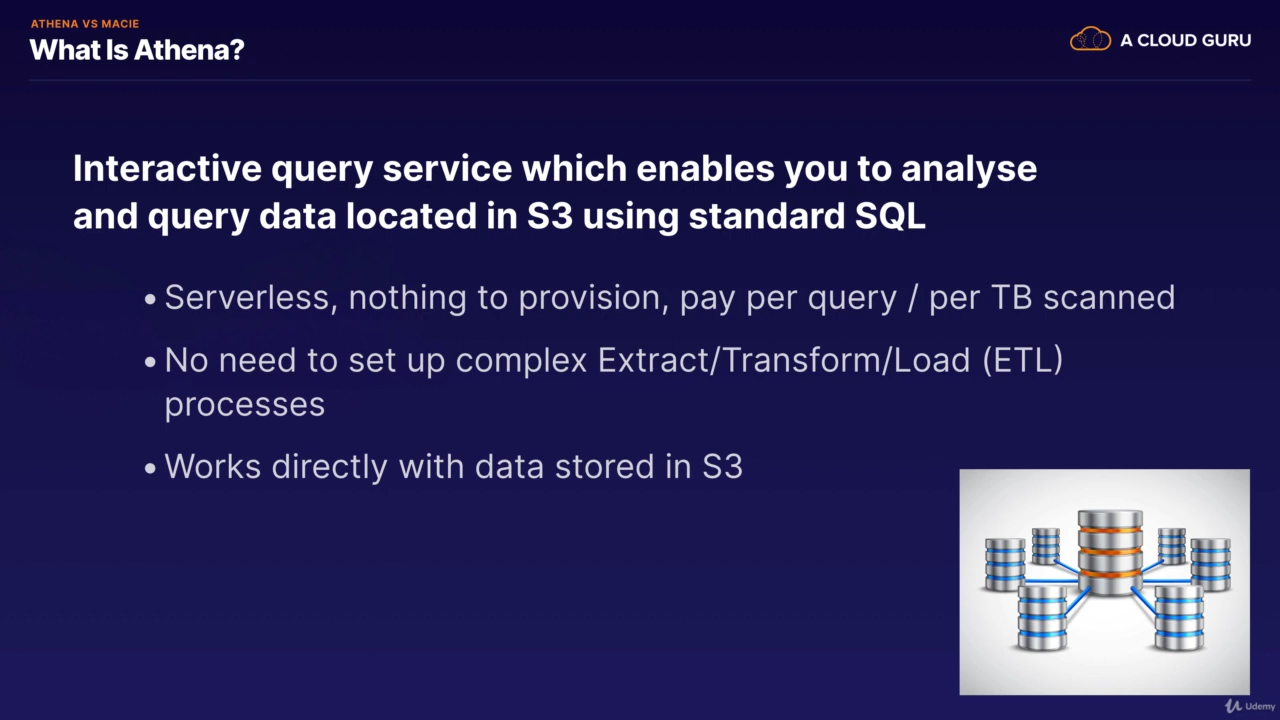 ATHENA VS MACIE
What Is Athena?
A CLOUD GURU
Interactive query service which enables you to analyse
and query data located in S3 using standard SQL
• Serverless, nothing to provision, pay per query / per TB scanned
• No need to set up complex Extract/Transform/Load (ETL)
processes
• Works directly with data stored in S3
Udemy